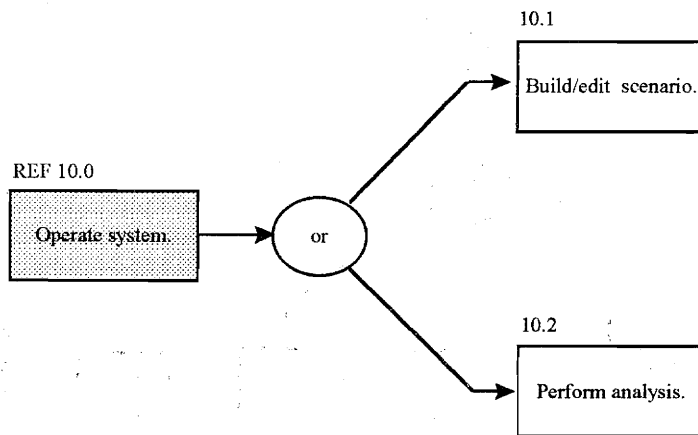 10.1
Build/edit scenario.
REF 10.0
Operate system.
or
10.2
Perform analysis.